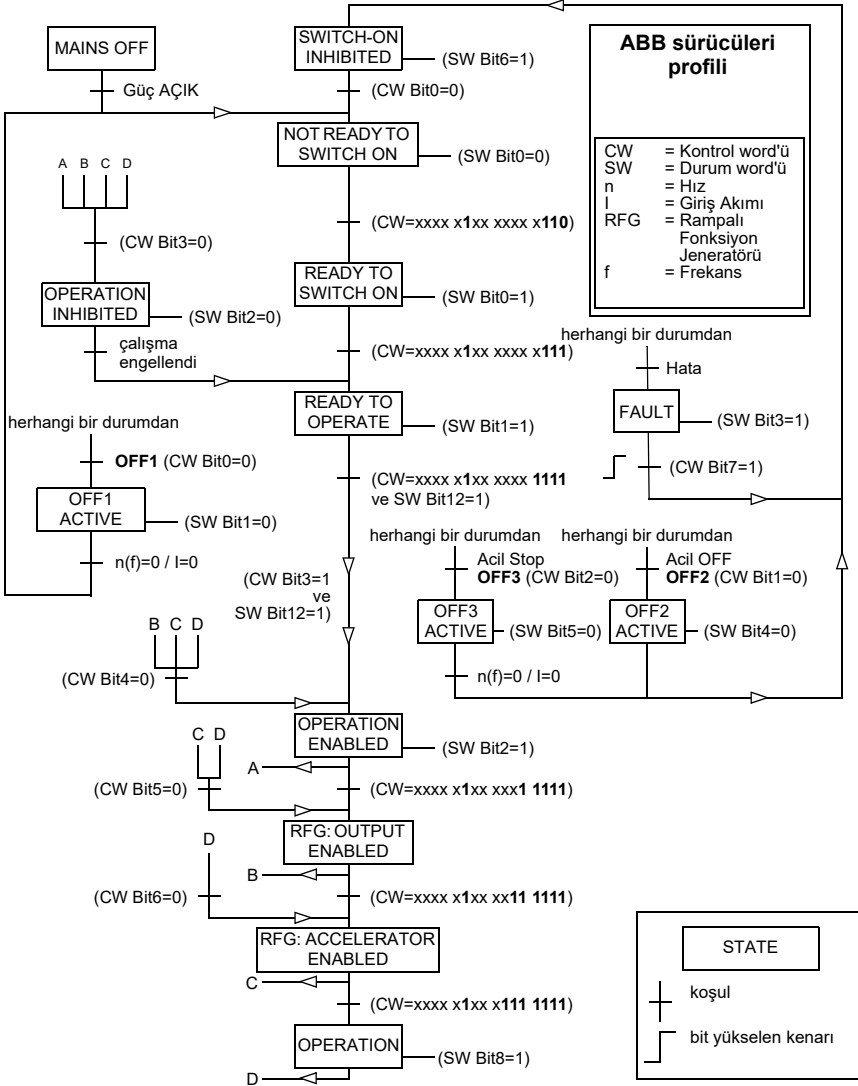 MAINS OFF
Güç AÇIK
SWITCH-ON
INHIBITED
(SW Bit6=1)
(CW Bit0=0)
NOT READY TO
SWITCH ON
(SW Bit0=0)
ABB sürücüleri
profili
CW = Kontrol word'ü
SW = Durum word'ü
n = Hız
I = Giriş Akımı
RFG = Rampalı
Fonksiyon
Jeneratörü
f = Frekans
A B C D
(CW Bit3=0)
OPERATION
INHIBITED
(SW Bit2=0)
çalışma
engellendi
(CW=xxxx x1xx xxxx x110)
READY TO
SWITCH ON
(SW Bit0=1)
(CW=xxxx x1xx xxxx x111)
READY TO
OPERATE
(SW Bit1=1)
(CW=xxxx x1xx xxxx 1111
ve SW Bit12=1)
herhangi bir durumdan
Hata
FAULT
(SW Bit3=1)
(CW Bit7=1)
herhangi bir durumdan
OFF1 (CW Bit0=0)
OFF1
ACTIVE
(SW Bit1=0)
n(f)=0 / I=0
(CW Bit3=1
ve
SW Bit12=1)
herhangi bir durumdan
Acil Stop
OFF3 (CW Bit2=0)
OFF3
ACTIVE
(SW Bit5=0)
n(f)=0 / I=0
herhangi bir durumdan
Acil OFF
OFF2 (CW Bit1=0)
OFF2
ACTIVE
(SW Bit4=0)
B C D
(CW Bit4=0)
OPERATION
ENABLED
(SW Bit2=1)
A
C D
(CW Bit5=0)
(CW=xxxx x1xx xxx1 1111)
RFG: OUTPUT
ENABLED
B
D
(CW Bit6=0)
(CW=xxxx x1xx xx11 1111)
RFG: ACCELERATOR
ENABLED
C
(CW=xxxx x1xx x111 1111)
OPERATION
(SW Bit8=1)
D
STATE
koşul
bit yükselen kenarı